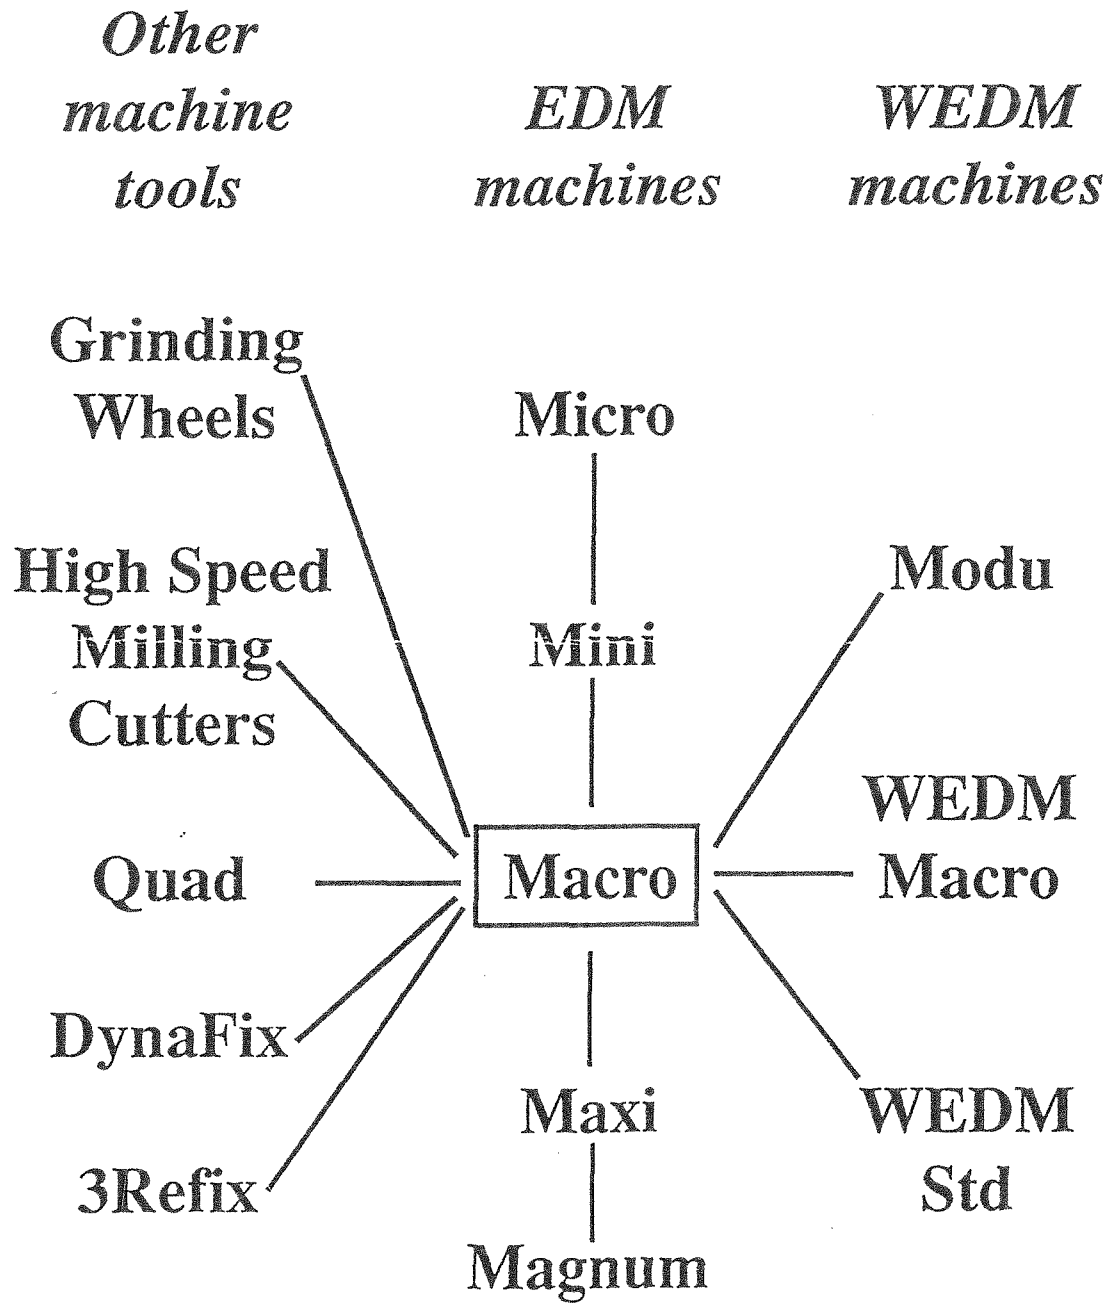 Other
machine
tools
EDM
machines
WEDM
machines
Grinding
Wheels
High Speed
Milling
Cutters
Quad
DynaFix
3Refix
Micro
Mini
Macro
Maxi
Magnum
Modu
WEDM
Macro
WEDM
Std